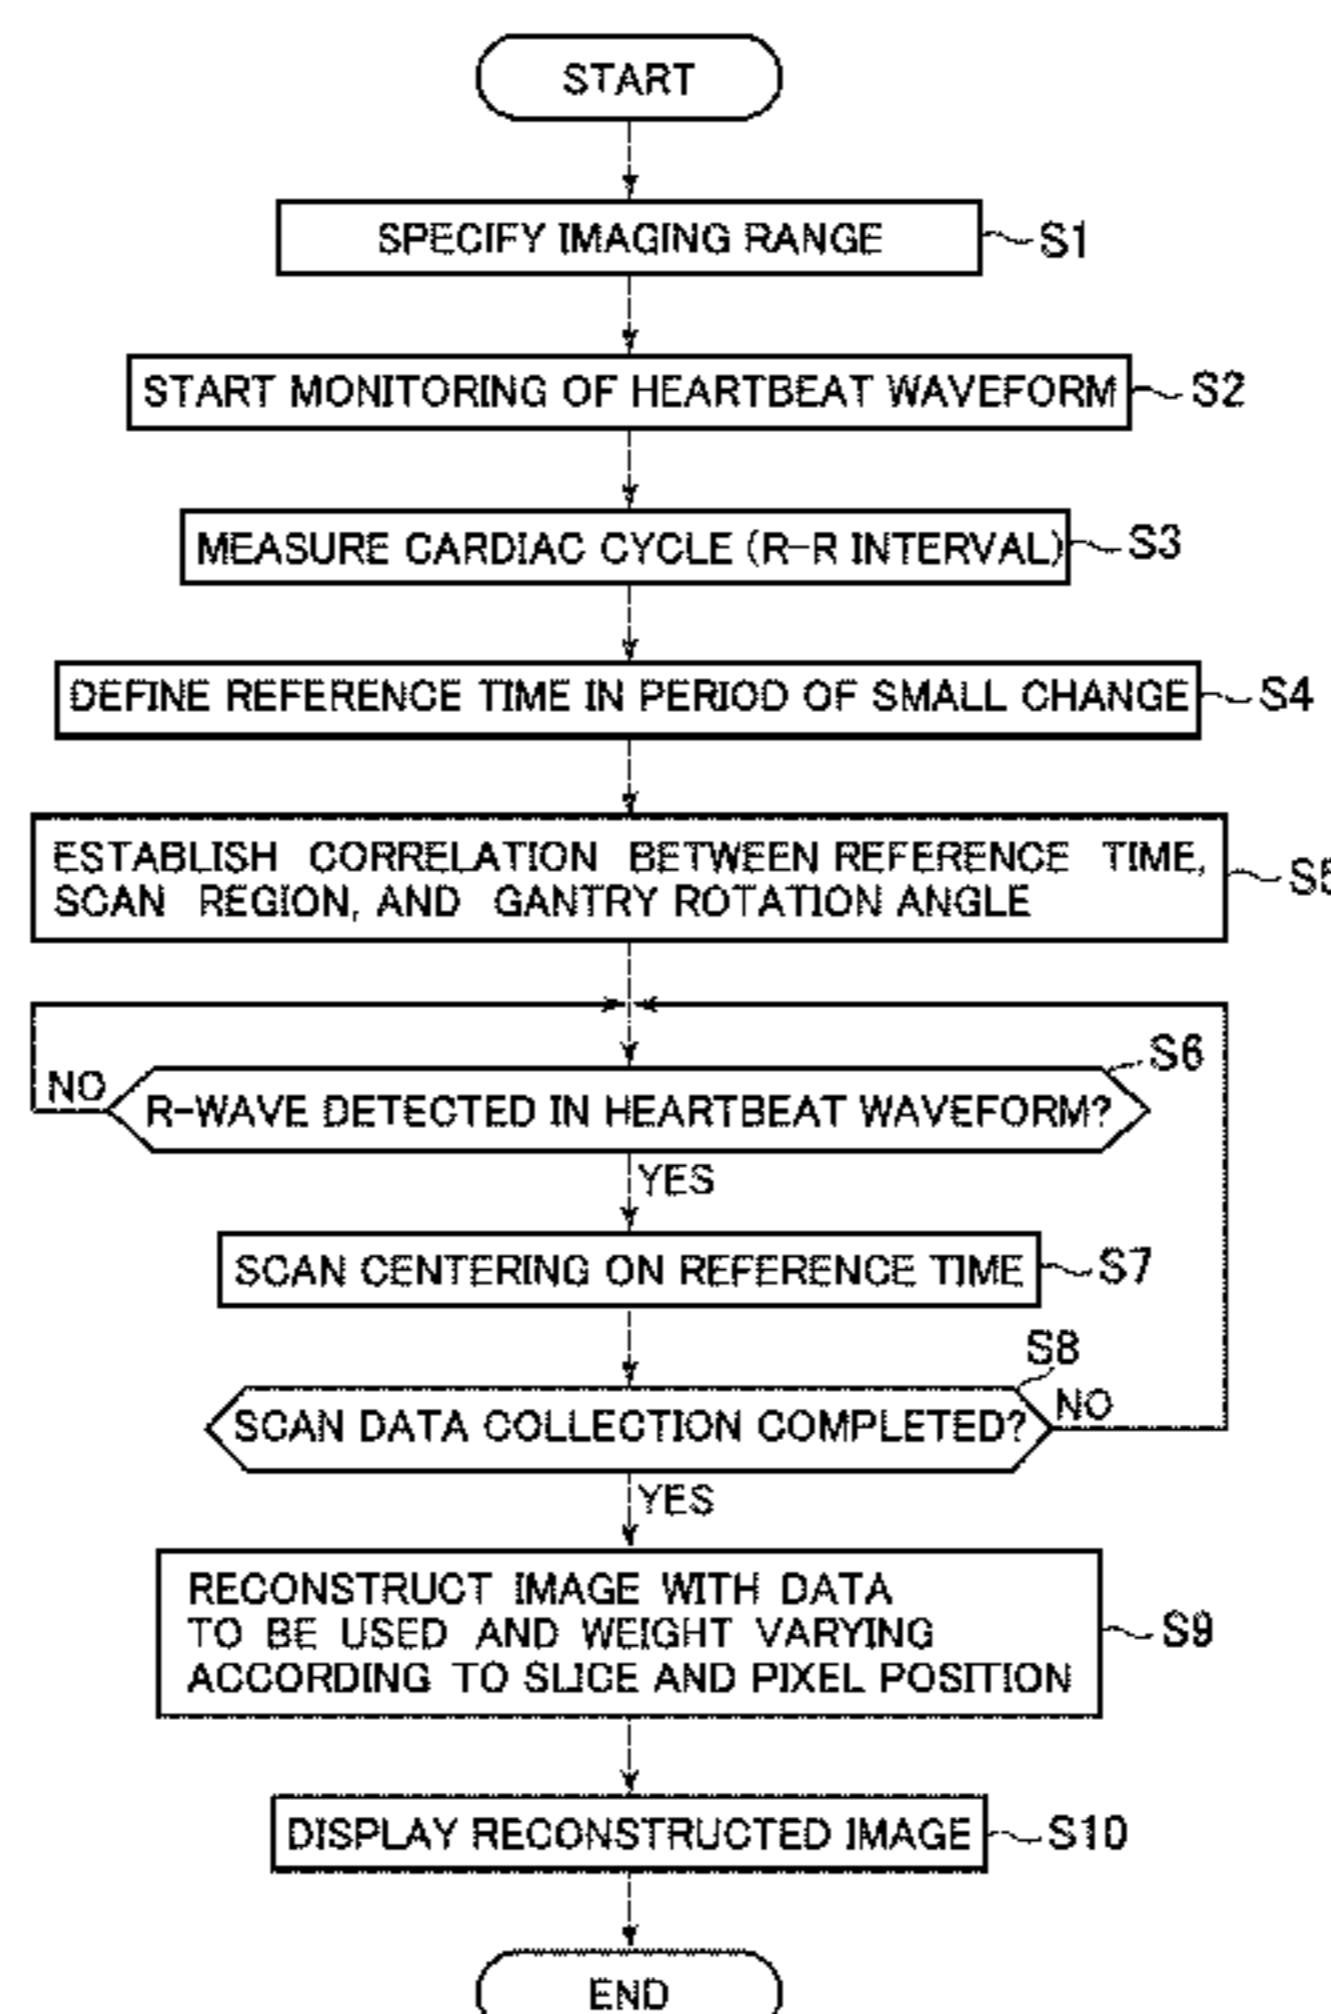 START
SPECIFY IMAGING RANGE
S1
START MONITORING OF HEARTBEAT WAVEFORM
S2
MEASURE CARDIAC CYCLE (R-R INTERVAL)
S3
DEFINE REFERENCE TIME IN PERIOD OF SMALL CHANGE
S4
ESTABLISH CORRELATION BETWEEN REFERENCE TIME,
SCAN REGION, AND GANTRY ROTATION ANGLE
S5
S6
NO
R-WAVE DETECTED IN HEARTBEAT WAVEFORM?
YES
SCAN CENTERING ON REFERENCE TIME
S7
S8
SCAN DATA COLLECTION COMPLETED?
NO
YES
RECONSTRUCT IMAGE WITH DATA
TO BE USED AND WEIGHT VARYING
ACCORDING TO SLICE AND PIXEL POSITION
S9
DISPLAY RECONSTRUCTED IMAGE
S10
END